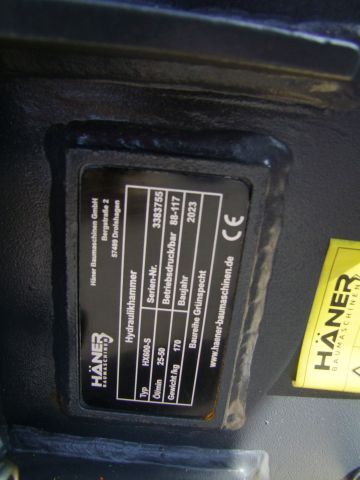 HÄNER
BAUMASCHINEN
Häner Baumaschinen GmbH
Bergstraße 2
57489 Drolshagen
Hydraulikhammer
Typ HX600-S Serien-Nr. 3383755
Öl/min 25-50 Betriebsdruck/bar 88-117
Gewicht /kg 170 Baujahr 2023
Baureihe Grünspecht
www.haener-baumaschinen.de
CE
HÄNER
BAUMASCHINEN